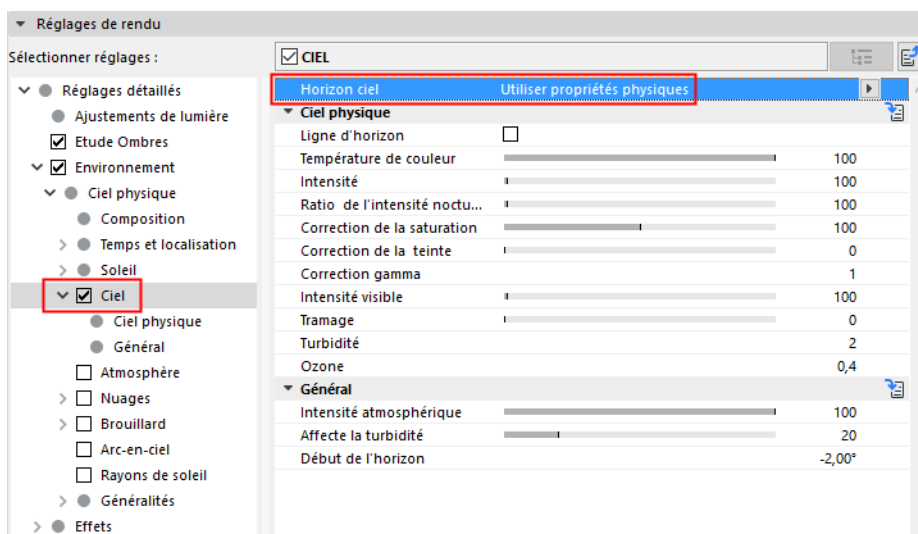 Réglages de rendu
Sélectionner réglages :
Réglages détaillés
Ajustements de lumière
Etude Ombres
Environnement
Ciel physique
Composition
Temps et localisation
Soleil
Ciel
Ciel physique
Général
Atmosphère
Nuages
Brouillard
Arc-en-ciel
Rayons de soleil
Généralités
Effets
CIEL
Horizon ciel Utiliser propriétés physiques
Ciel physique
Ligne d'horizon
Température de couleur 100
Intensité 100
Ratio de l'intensité noctu... 100
Correction de la saturation 100
Correction de la teinte 0
Correction gamma 1
Intensité visible 100
Tramage 0
Turbidité 2
Ozone 0,4
Général
Intensité atmosphérique 100
Affecte la turbidité 20
Début de l'horizon -2,00°